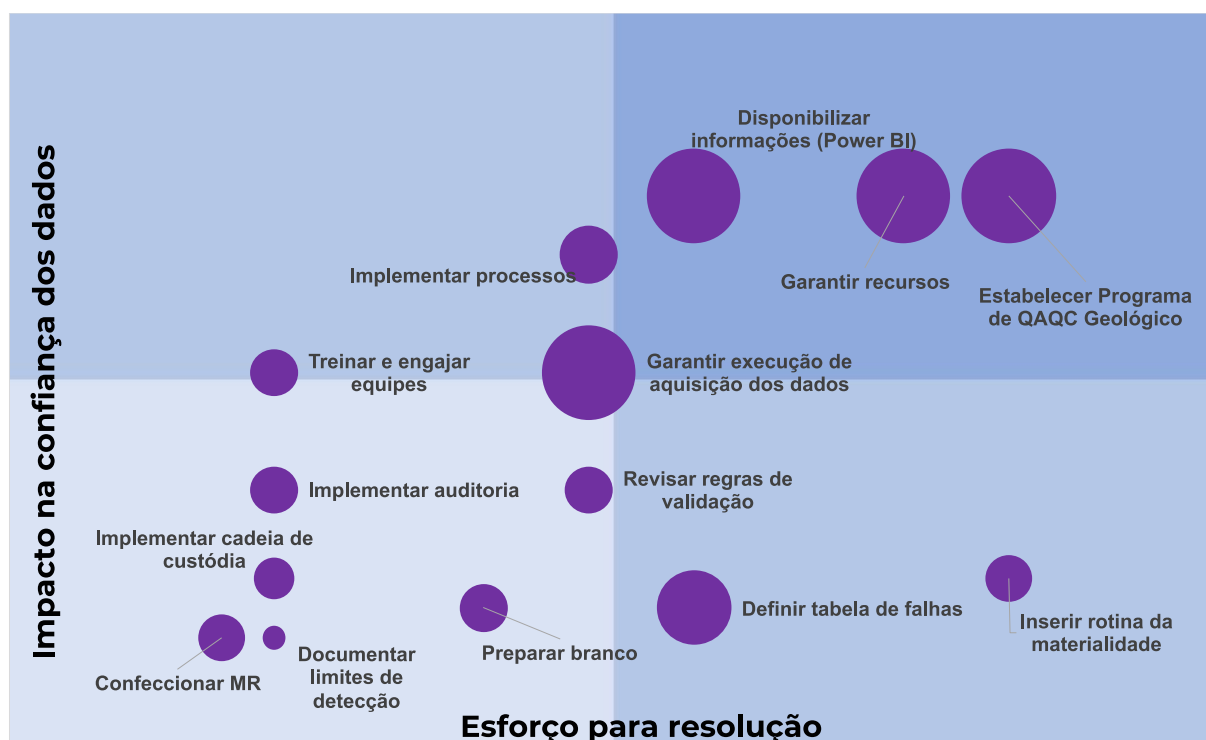 Impacto na confiança dos dados
Disponibilizar
informações (Power BI)
Implementar processos
Garantir recursos
Estabelecer Programa
de QAQC Geológico
Treinar e engajar
equipes
Garantir execução de
aquisição dos dados
Implementar auditoria
Revisar regras de
validação
Implementar cadeia de
custódia
Definir tabela de falhas
Inserir rotina da
materialidade
Preparar branco
Documentar
limites de
detecção
Confeccionar MR
Esforço para resolução